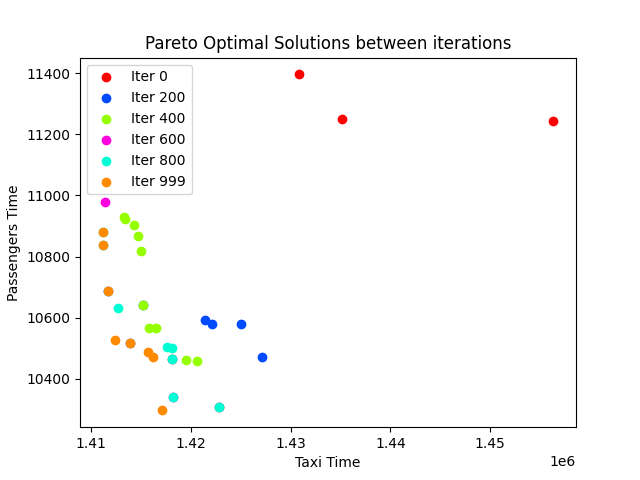 Pareto Optimal Solutions between iterations
Iter 0
Iter 200
Iter 400
Iter 600
Iter 800
Iter 999
Passengers Time
11400
11200
11000
10800
10600
10400
1.41 1.42 1.43 1.44 1.45
1e6
Taxi Time